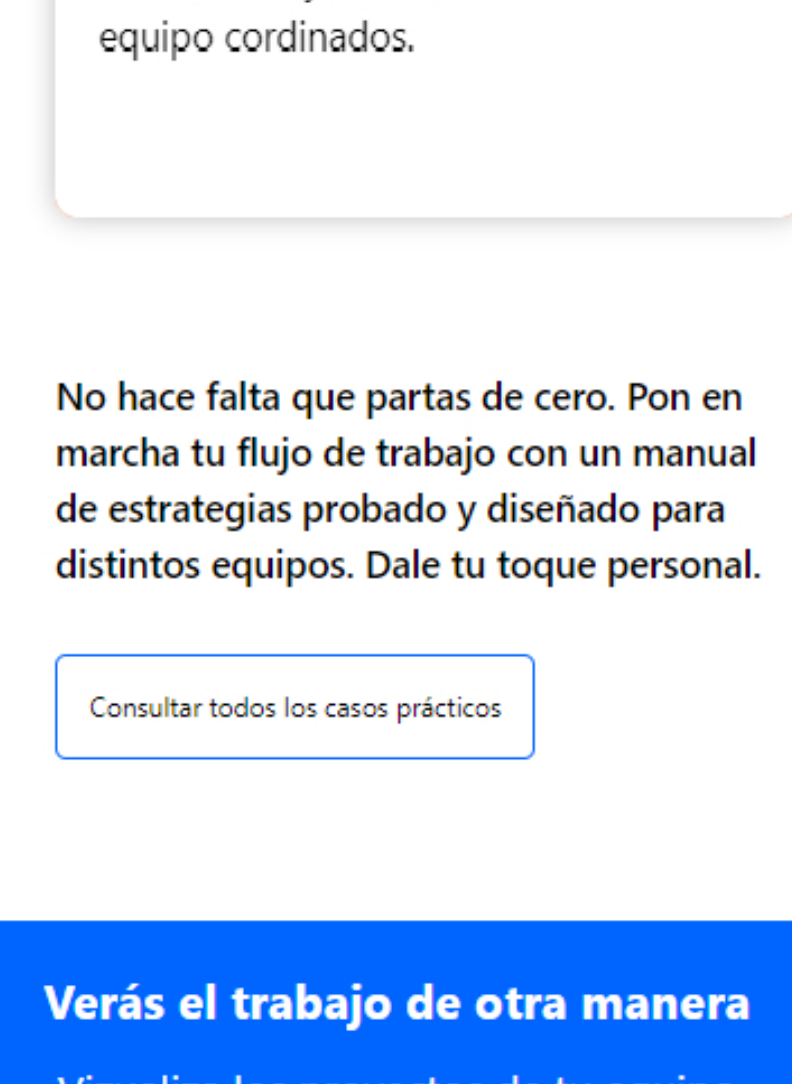 equipo cordinados.
No hace falta que partas de cero. Pon en
marcha tu flujo de trabajo con un manual
de estrategias probado y diseñado para
distintos equipos. Dale tu toque personal.
Consultar todos los casos prácticos
Verás el trabajo de otra manera